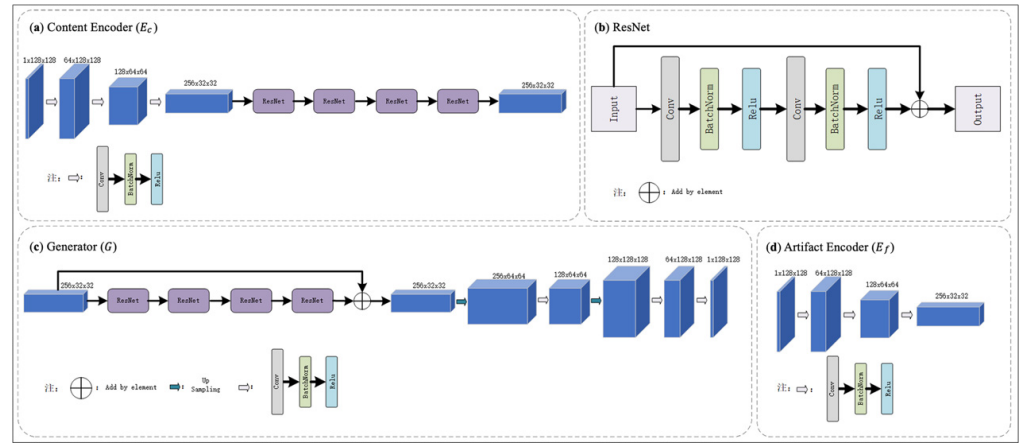 (a) Content Encoder (E_c)
1x128x128
64x128x128
128x64x64
256x32x32
ResNet
ResNet
ResNet
ResNet
256x32x32
注:
:
Conv
BatchNorm
Relu
(b) ResNet
Input
Conv
BatchNorm
Relu
Conv
BatchNorm
Relu
Output
注:
: Add by element
(c) Generator (G)
256x32x32
ResNet
ResNet
ResNet
ResNet
256x32x32
256x64x64
128x64x64
128x128x128
64x128x128
1x128x128
注:
: Add by element
:
Up
Sampling
:
Conv
BatchNorm
Relu
(d) Artifact Encoder (E_f)
1x128x128
64x128x128
128x64x64
256x32x32
注:
:
Conv
BatchNorm
Relu